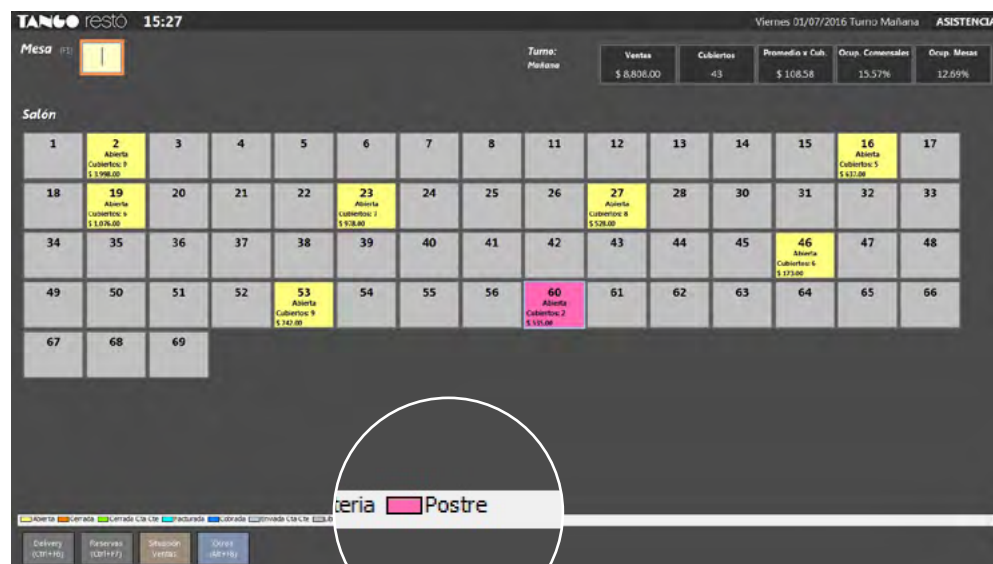 TANGO restó 15:27
Viernes 01/07/2016 Turno Mañana ASISTENCIA
Mesa (F1)
Turno:
Mañana
Ventas
$ 8,808.00
Cubiertos
43
Promedio x Cub.
$ 108.58
Ocup. Comensales
15.57%
Ocup. Mesas
12.69%
Salón
1 2 3 4 5 6 7 8 11 12 13 14 15 16 17
Abierta Abierta
Cubiertos: Cubiertos: 5
$ 3.998.00 $ 637.00
18 19 20 21 22 23 24 25 26 27 28 30 31 32 33
Abierta Abierta Abierta
Cubiertos: 6 Cubiertos: 7 Cubiertos: 8
$ 1,076.00 $ 978.00 $ 529.00
34 35 36 37 38 39 40 41 42 43 44 45 46 47 48
Abierta
Cubiertos: 6
$ 173.00
49 50 51 52 53 54 55 56 60 61 62 63 64 65 66
Abierta Abierta
Cubiertos: 9 Cubiertos: 2
$ 742.00
67 68 69
teria Postre
Abierta Cerrada Cerrada Cta Cte Facturada Cobrada Enviada Cta Cte
Delivery
(Ctrl+F6)
Reservas
(Ctrl+F7)
Situación
Ventas
Otros